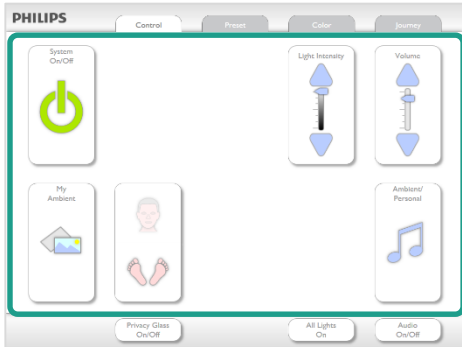 PHILIPS
Control
Preset
Color
Journey
System
On/Off
Light Intensity
Volume
My
Ambient
Ambient/
Personal
Privacy Glass
On/Off
All Lights
On
Audio
On/Off